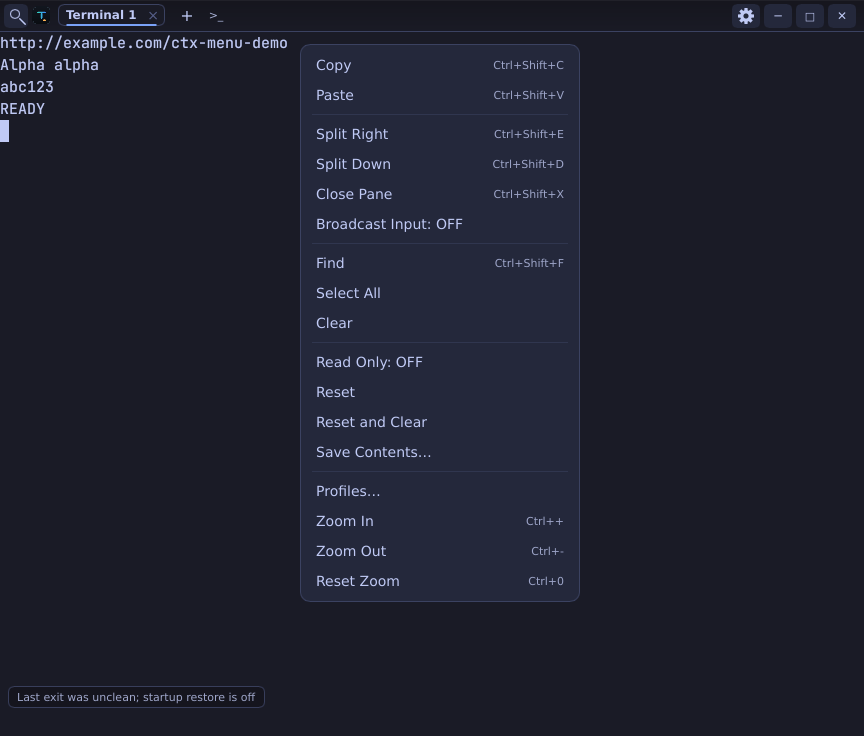 Terminal 1 × + >_
http://example.com/ctx-menu-demo
Alpha alpha
abc123
READY
Copy Ctrl+Shift+C
Paste Ctrl+Shift+V
Split Right Ctrl+Shift+E
Split Down Ctrl+Shift+D
Close Pane Ctrl+Shift+X
Broadcast Input: OFF
Find Ctrl+Shift+F
Select All
Clear
Read Only: OFF
Reset
Reset and Clear
Save Contents…
Profiles…
Zoom In Ctrl++
Zoom Out Ctrl+-
Reset Zoom Ctrl+0
Last exit was unclean; startup restore is off